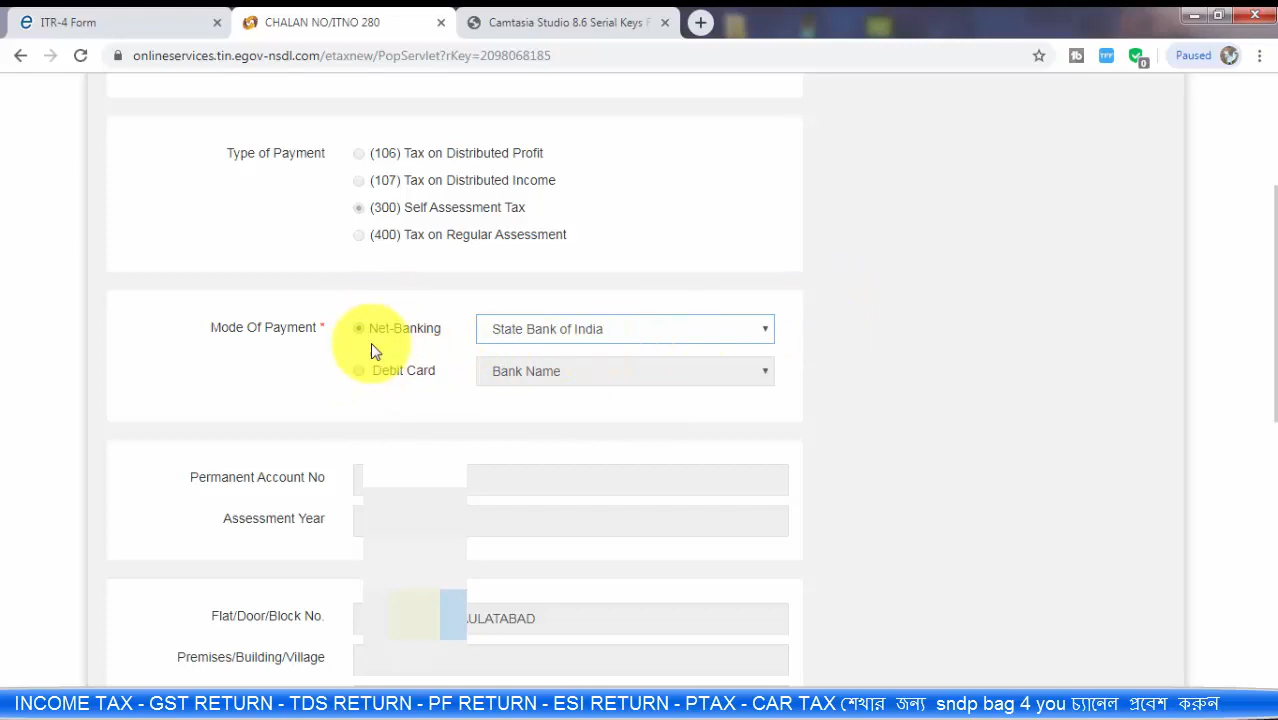 ITR-4 Form
CHALAN NO/ITNO 280
Camtasia Studio 8.6 Serial Keys F
onlineservices.tin.egov-nsdl.com/etaxnew/PopServlet?rKey=2098068185
tb
TFF
0
Paused
Type of Payment
(106) Tax on Distributed Profit
(107) Tax on Distributed Income
(300) Self Assessment Tax
(400) Tax on Regular Assessment
Mode Of Payment *
Net-Banking
State Bank of India
Debit Card
Bank Name
Permanent Account No
Assessment Year
Flat/Door/Block No.
ULATABAD
Premises/Building/Village
INCOME TAX - GST RETURN - TDS RETURN - PF RETURN - ESI RETURN - PTAX - CAR TAX শেখার জন্য sndp bag 4 you চ্যানেল প্রবেশ করুন